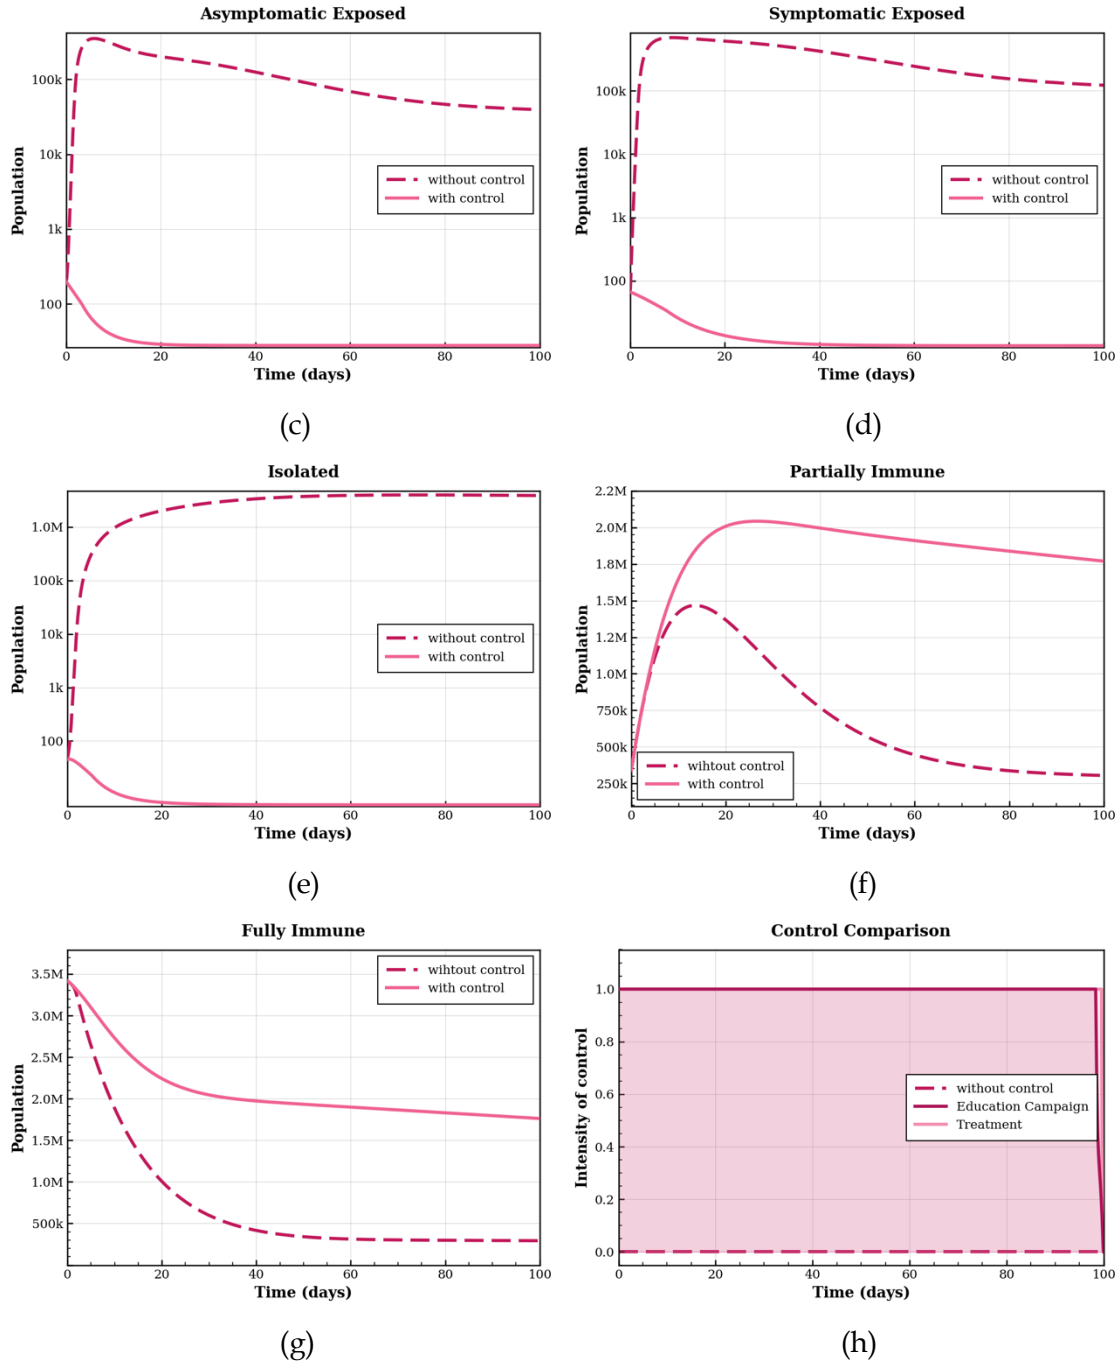 Asymptomatic Exposed
Population
100k
10k
1k
100
without control
with control
0 20 40 60 80 100
Time (days)
(c)
Symptomatic Exposed
Population
100k
10k
1k
100
without control
with control
0 20 40 60 80 100
Time (days)
(d)
Isolated
Population
1.0M
100k
10k
1k
100
without control
with control
0 20 40 60 80 100
Time (days)
(e)
Partially Immune
Population
2.2M
2.0M
1.8M
1.5M
1.2M
1.0M
750k
500k
250k
wihtout control
with control
0 20 40 60 80 100
Time (days)
(f)
Fully Immune
Population
3.5M
3.0M
2.5M
2.0M
1.5M
1.0M
500k
wihtout control
with control
0 20 40 60 80 100
Time (days)
(g)
Control Comparison
Intensity of control
1.0
0.8
0.6
0.4
0.2
0.0
without control
Education Campaign
Treatment
0 20 40 60 80 100
Time (days)
(h)